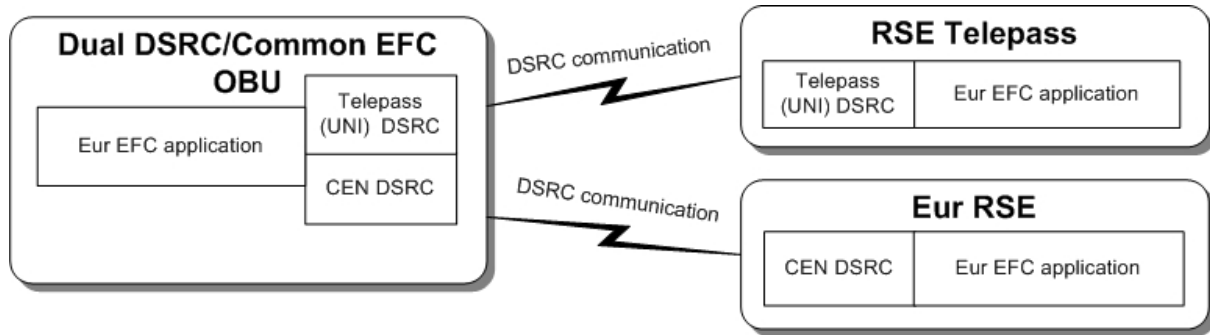 Dual DSRC/Common EFC
OBU
Eur EFC application
Telepass
(UNI) DSRC
CEN DSRC
DSRC communication
DSRC communication
RSE Telepass
Telepass
(UNI) DSRC
Eur EFC application
Eur RSE
CEN DSRC
Eur EFC application